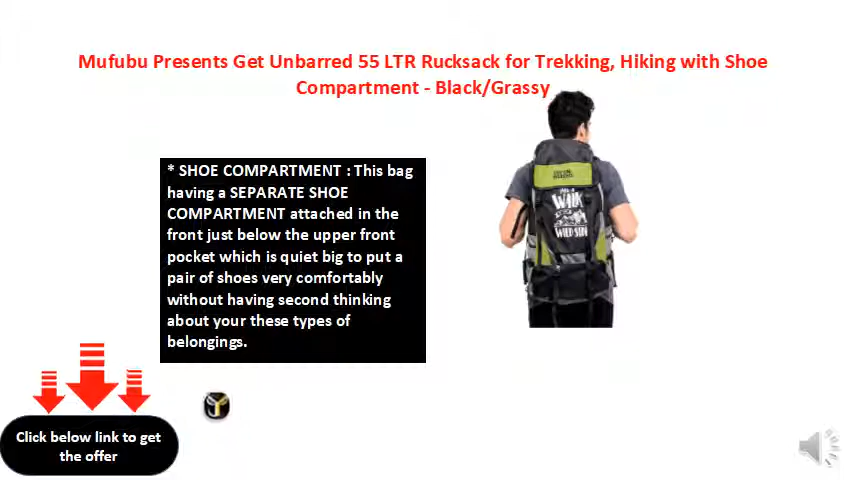 Mufubu Presents Get Unbarred 55 LTR Rucksack for Trekking, Hiking with Shoe
Compartment - Black/Grassy
* SHOE COMPARTMENT : This bag
having a SEPARATE SHOE
COMPARTMENT attached in the
front just below the upper front
pocket which is quiet big to put a
pair of shoes very comfortably
without having second thinking
about your these types of
belongings.
WALK
WILD SIDE
Click below link to get
the offer